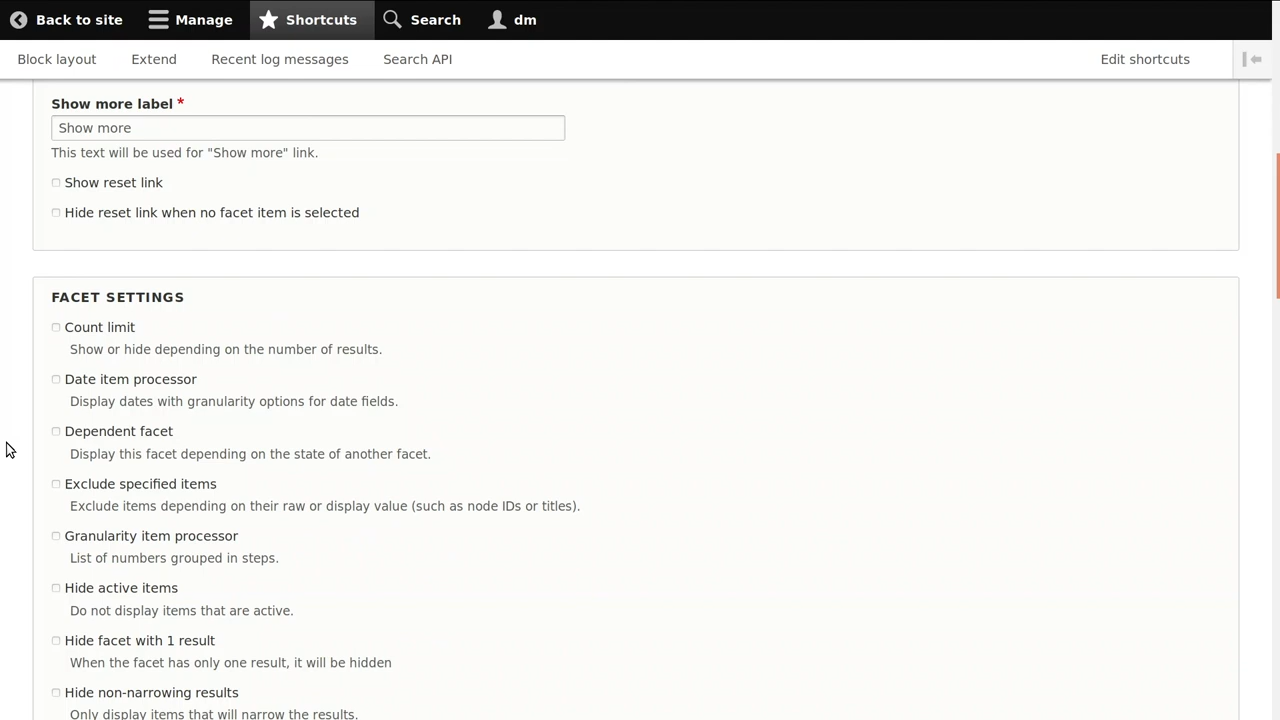 Back to site Manage Shortcuts Search dm
Block layout Extend Recent log messages Search API Edit shortcuts
Show more label *
Show more
This text will be used for "Show more" link.
Show reset link
Hide reset link when no facet item is selected
FACET SETTINGS
Count limit
Show or hide depending on the number of results.
Date item processor
Display dates with granularity options for date fields.
Dependent facet
Display this facet depending on the state of another facet.
Exclude specified items
Exclude items depending on their raw or display value (such as node IDs or titles).
Granularity item processor
List of numbers grouped in steps.
Hide active items
Do not display items that are active.
Hide facet with 1 result
When the facet has only one result, it will be hidden
Hide non-narrowing results
Only display items that will narrow the results.